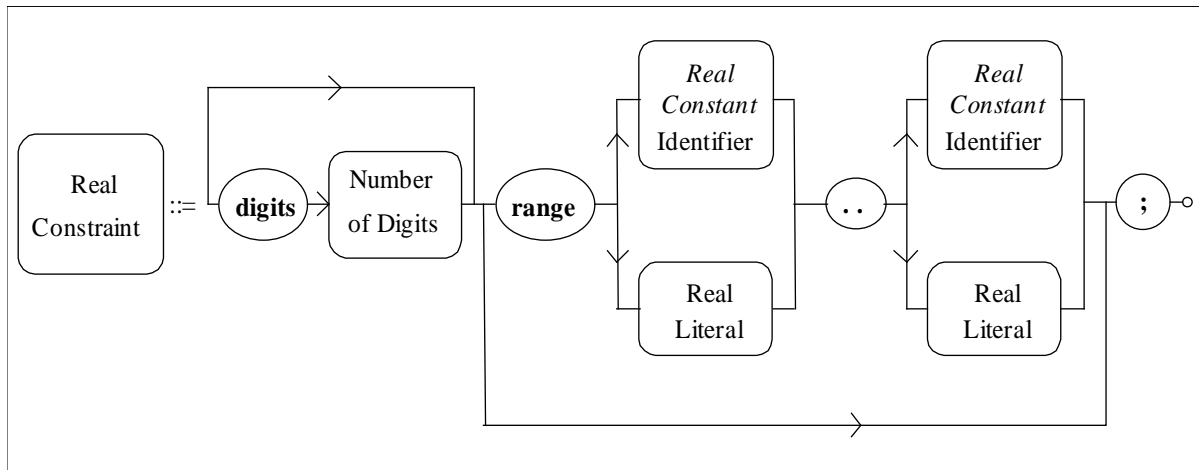 Real
Constraint
::=
digits
Number
of Digits
range
Real
Constant
Identifier
Real
Literal
. .
Real
Constant
Identifier
Real
Literal
;